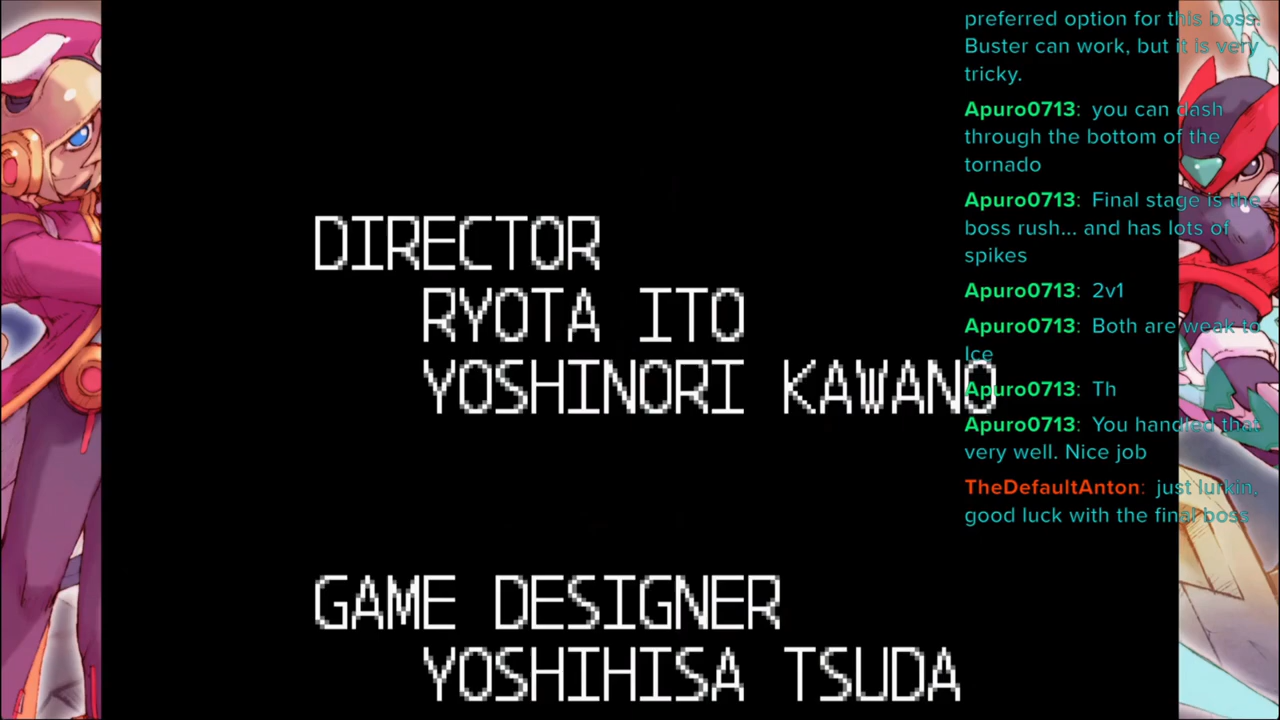 DIRECTOR
RYOTA ITO
YOSHINORI KAWANO
GAME DESIGNER
YOSHIHISA TSUDA
preferred option for this boss.
Buster can work, but it is very
tricky.
Apuro0713: you can dash
through the bottom of the
tornado
Apuro0713: Final stage is the
boss rush... and has lots of
spikes
Apuro0713: 2v1
Apuro0713: Both are weak to
Ice
Apuro0713: Th
Apuro0713: You handled that
very well. Nice job
TheDefaultAnton: just lurkin,
good luck with the final boss